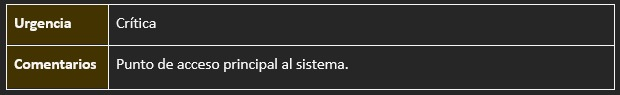 Urgencia Crítica
Comentarios Punto de acceso principal al sistema.